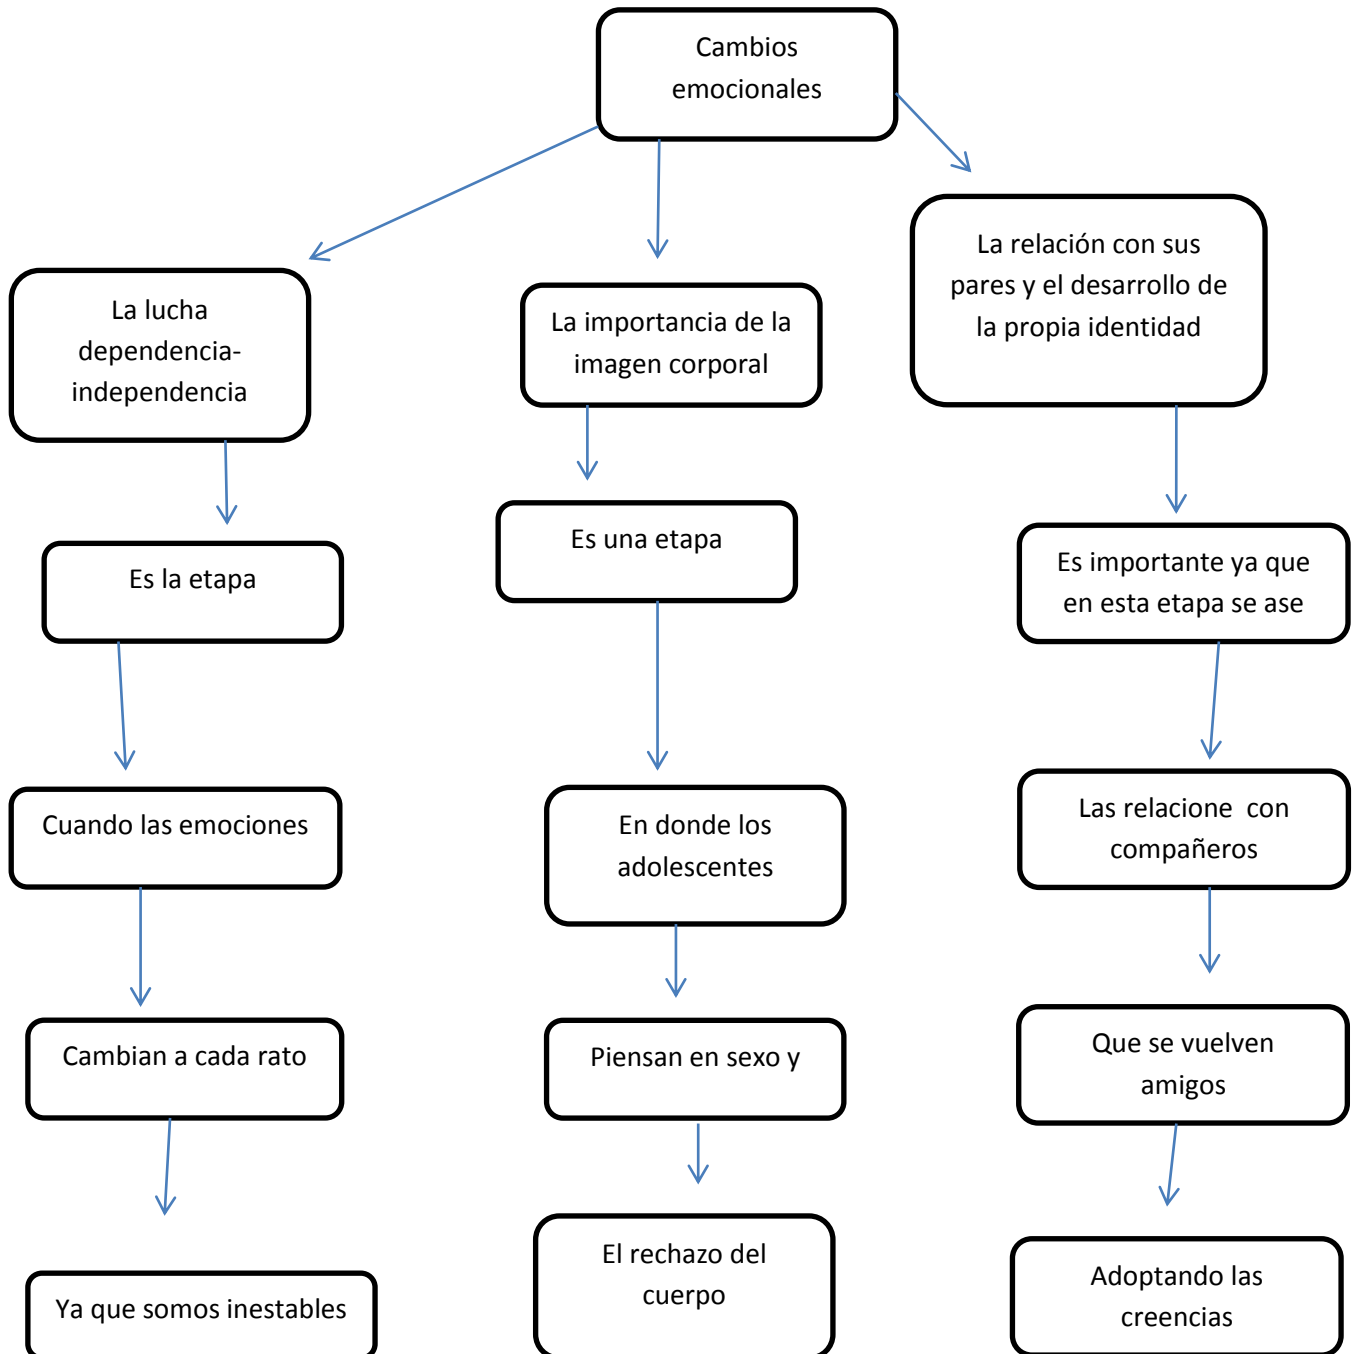 Cambios
emocionales
La lucha
dependencia-
independencia
Es la etapa
Cuando las emociones
Cambian a cada rato
Ya que somos inestables
La importancia de la
imagen corporal
Es una etapa
En donde los
adolescentes
Piensan en sexo y
El rechazo del
cuerpo
La relación con sus
pares y el desarrollo de
la propia identidad
Es importante ya que
en esta etapa se ase
Las relacione  con
compañeros
Que se vuelven
amigos
Adoptando las
creencias